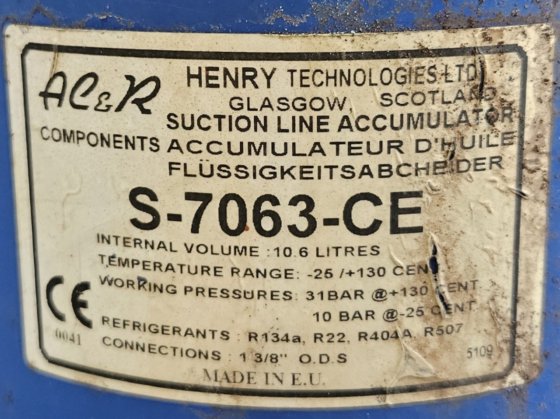 AC&R
COMPONENTS
HENRY TECHNOLOGIES LTD
GLASGOW, SCOTLAND
SUCTION LINE ACCUMULATOR
ACCUMULATEUR D'HUILE
FLÜSSIGKEITSABCHEIDER
S-7063-CE
INTERNAL VOLUME : 10.6 LITRES
TEMPERATURE RANGE: -25 /+130 CENT
WORKING PRESSURES: 31BAR @+130 CENT
10 BAR @-25 CENT
CE
0041
REFRIGERANTS : R134a, R22, R404A, R507
CONNECTIONS : 1 3/8" O.D.S
5109
MADE IN E.U.